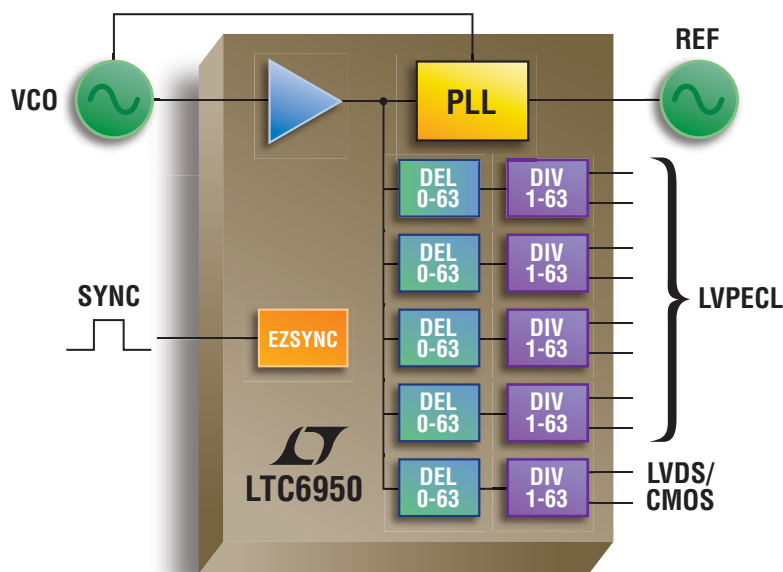 REF
VCO
PLL
DEL
0-63
DIV
1-63
DEL
0-63
DIV
1-63
SYNC
LVPECL
EZSYNC
DEL
0-63
DIV
1-63
DEL
0-63
DIV
1-63
LTC6950
DEL
0-63
DIV
1-63
LVDS/
CMOS